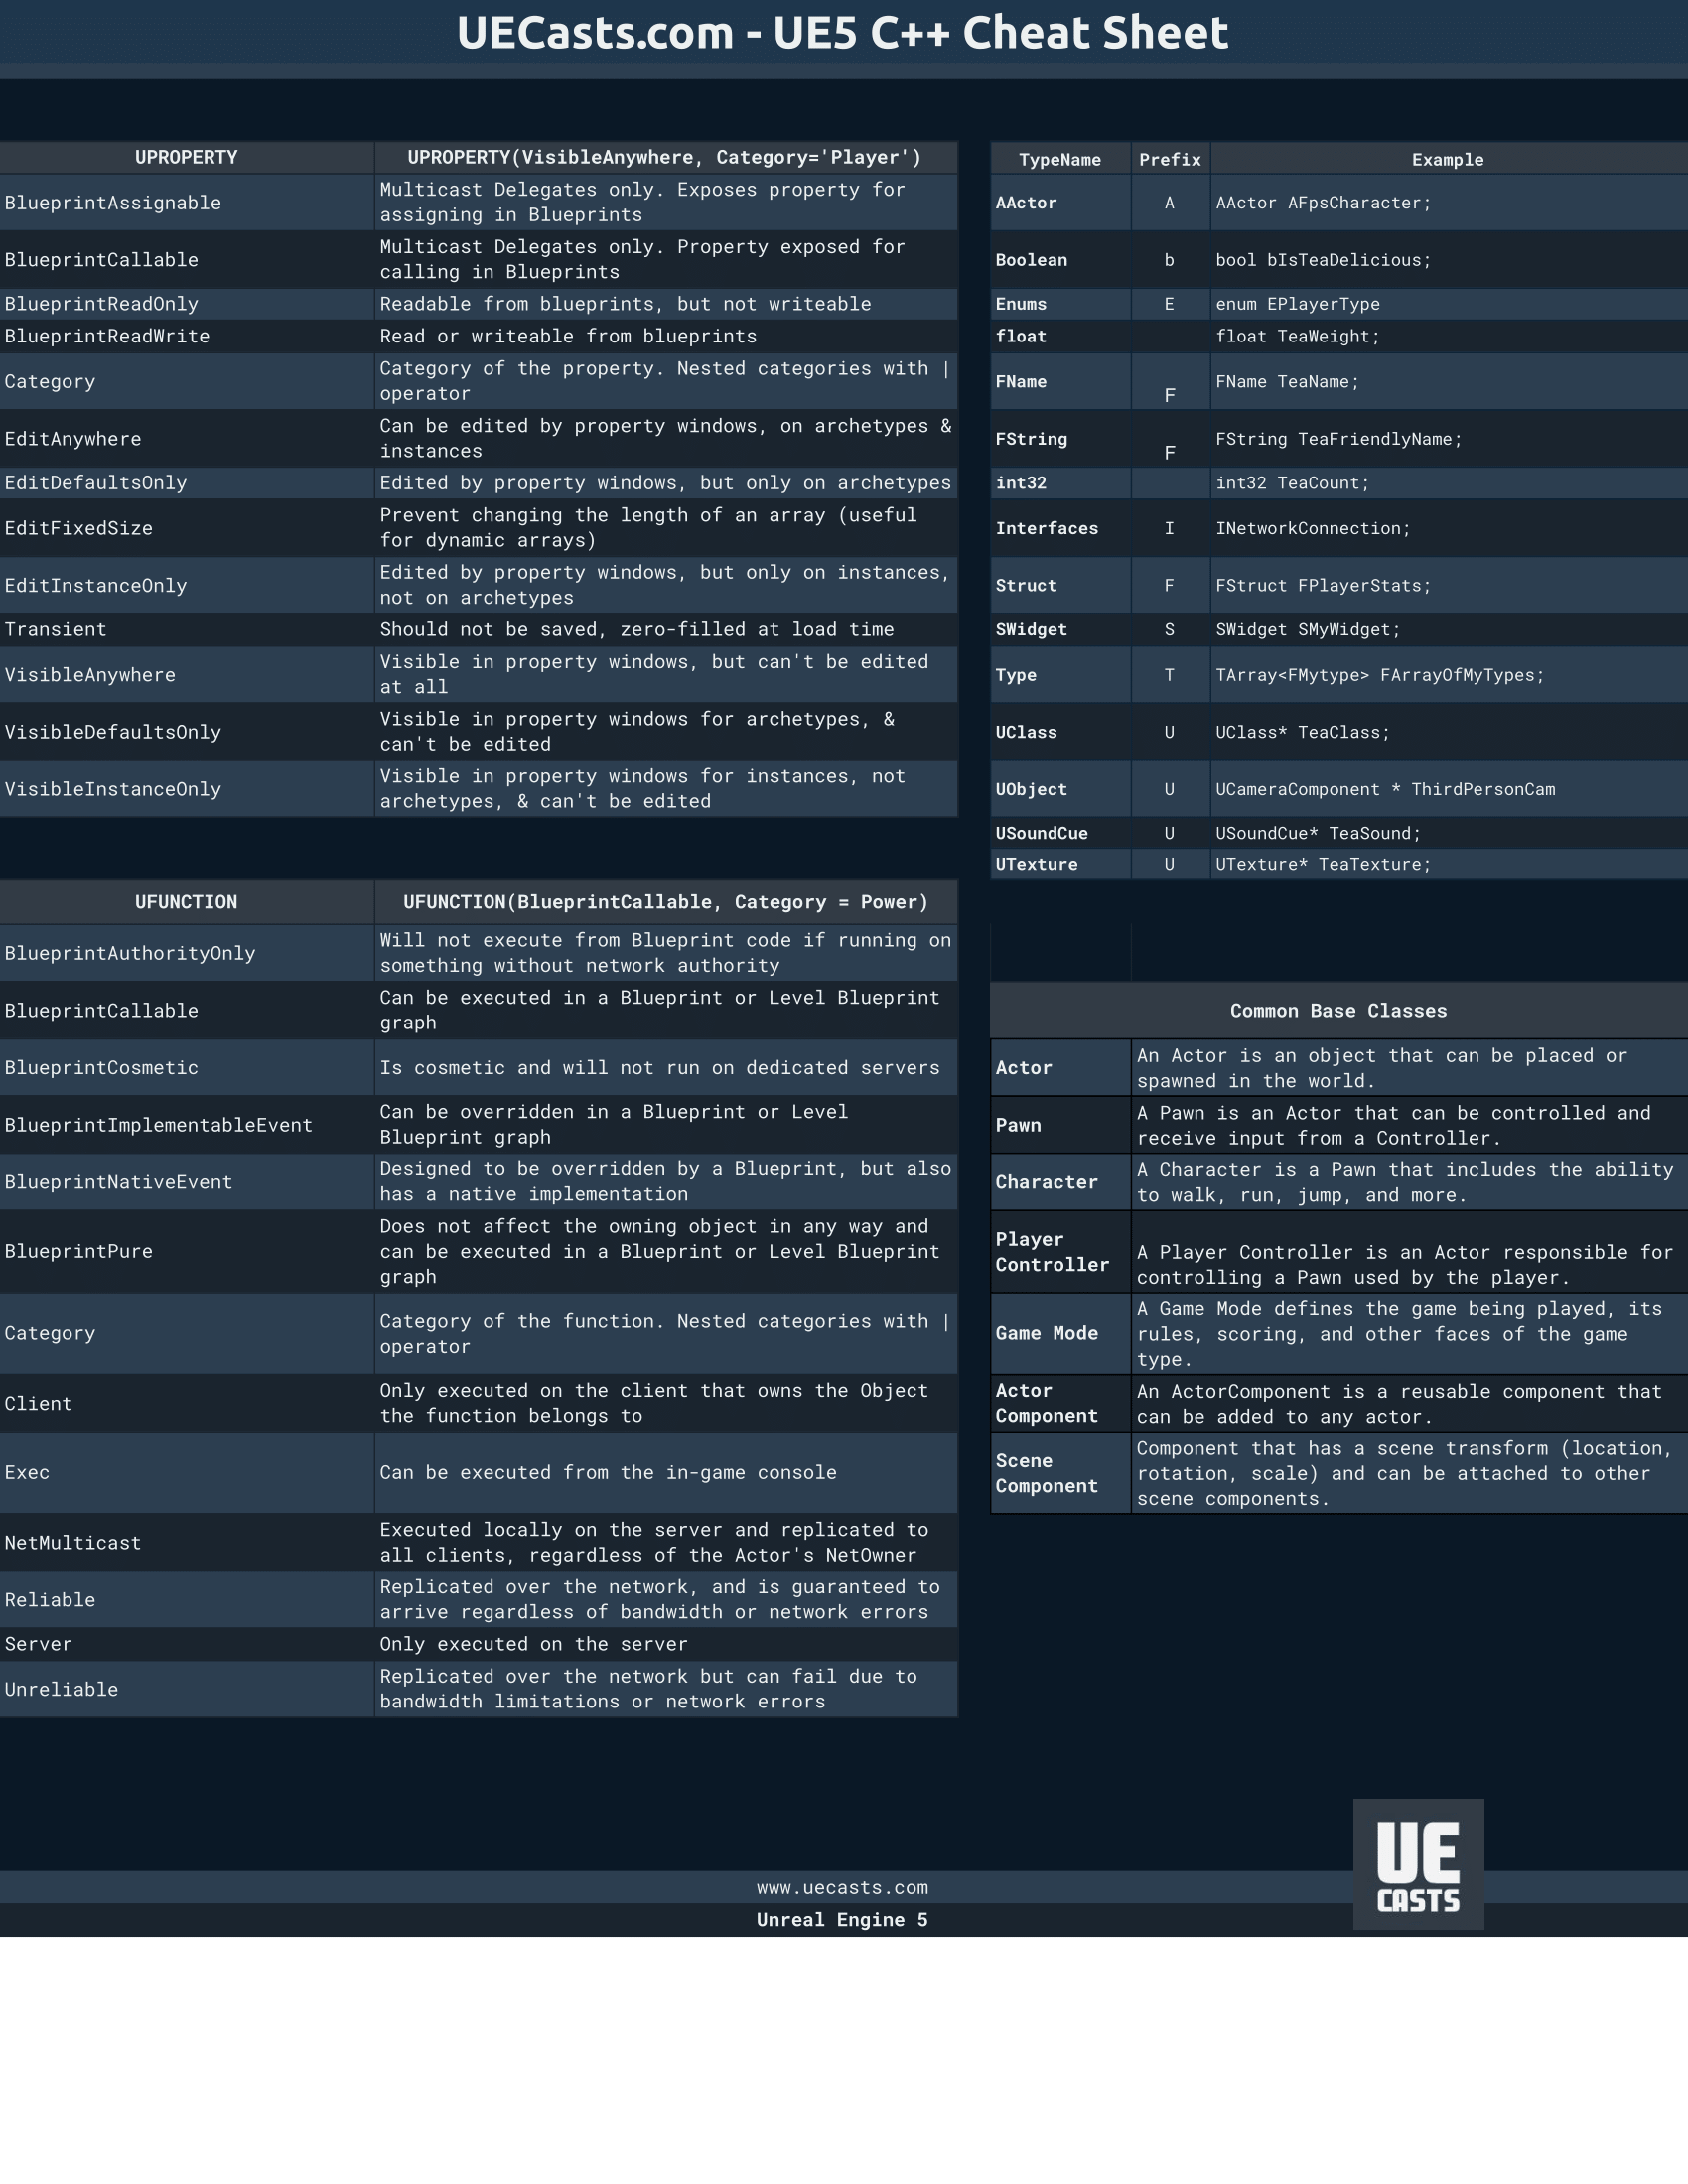 UECasts.com - UE5 C++ Cheat Sheet
UPROPERTY UPROPERTY(VisibleAnywhere, Category='Player')
BlueprintAssignable Multicast Delegates only. Exposes property for
assigning in Blueprints
BlueprintCallable Multicast Delegates only. Property exposed for
calling in Blueprints
BlueprintReadOnly Readable from blueprints, but not writeable
BlueprintReadWrite Read or writeable from blueprints
Category Category of the property. Nested categories with |
operator
EditAnywhere Can be edited by property windows, on archetypes &
instances
EditDefaultsOnly Edited by property windows, but only on archetypes
EditFixedSize Prevent changing the length of an array (useful
for dynamic arrays)
EditInstanceOnly Edited by property windows, but only on instances,
not on archetypes
Transient Should not be saved, zero-filled at load time
VisibleAnywhere Visible in property windows, but can't be edited
at all
VisibleDefaultsOnly Visible in property windows for archetypes, &
can't be edited
VisibleInstanceOnly Visible in property windows for instances, not
archetypes, & can't be edited
UFUNCTION UFUNCTION(BlueprintCallable, Category = Power)
BlueprintAuthorityOnly Will not execute from Blueprint code if running on
something without network authority
BlueprintCallable Can be executed in a Blueprint or Level Blueprint
graph
BlueprintCosmetic Is cosmetic and will not run on dedicated servers
BlueprintImplementableEvent Can be overridden in a Blueprint or Level
Blueprint graph
BlueprintNativeEvent Designed to be overridden by a Blueprint, but also
has a native implementation
BlueprintPure Does not affect the owning object in any way and
can be executed in a Blueprint or Level Blueprint
graph
Category Category of the function. Nested categories with |
operator
Client Only executed on the client that owns the Object
the function belongs to
Exec Can be executed from the in-game console
NetMulticast Executed locally on the server and replicated to
all clients, regardless of the Actor's NetOwner
Reliable Replicated over the network, and is guaranteed to
arrive regardless of bandwidth or network errors
Server Only executed on the server
Unreliable Replicated over the network but can fail due to
bandwidth limitations or network errors
TypeName Prefix Example
AActor A AActor AFpsCharacter;
Boolean b bool bIsTeaDelicious;
Enums E enum EPlayerType
float float TeaWeight;
FName F FName TeaName;
FString F FString TeaFriendlyName;
int32 int32 TeaCount;
Interfaces I INetworkConnection;
Struct F FStruct FPlayerStats;
SWidget S SWidget SMyWidget;
Type T TArray<FMytype> FArrayOfMyTypes;
UClass U UClass* TeaClass;
UObject U UCameraComponent * ThirdPersonCam
USoundCue U USoundCue* TeaSound;
UTexture U UTexture* TeaTexture;
Common Base Classes
Actor An Actor is an object that can be placed or
spawned in the world.
Pawn A Pawn is an Actor that can be controlled and
receive input from a Controller.
Character A Character is a Pawn that includes the ability
to walk, run, jump, and more.
Player
Controller A Player Controller is an Actor responsible for
controlling a Pawn used by the player.
Game Mode A Game Mode defines the game being played, its
rules, scoring, and other faces of the game
type.
Actor
Component An ActorComponent is a reusable component that
can be added to any actor.
Scene
Component Component that has a scene transform (location,
rotation, scale) and can be attached to other
scene components.
UE
CASTS
www.uecasts.com
Unreal Engine 5